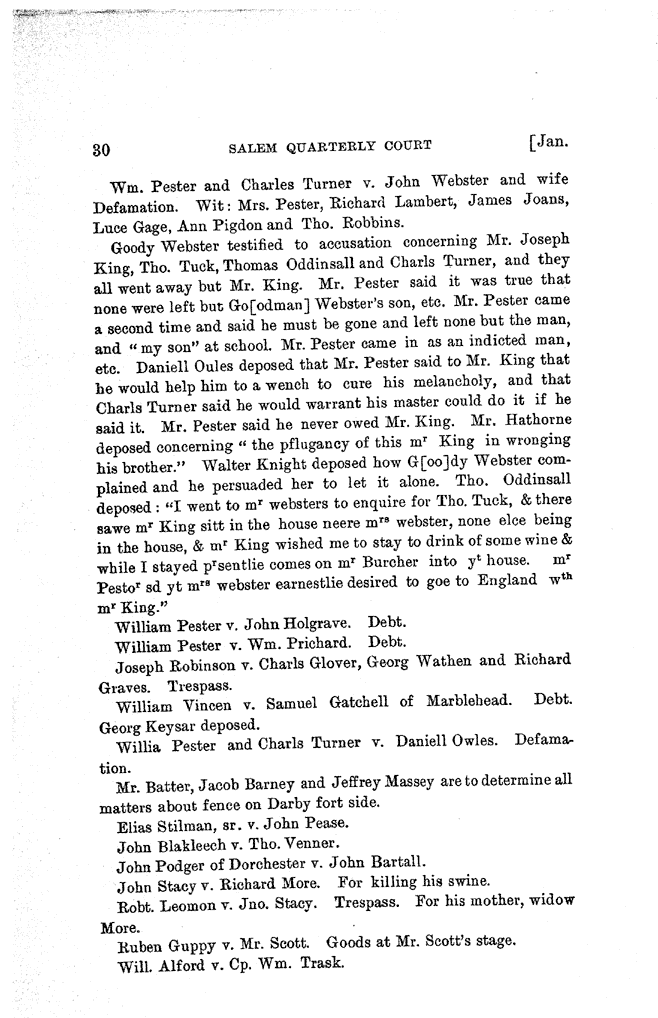 30 SALEM QUARTERLY COURT [Jan.
Wm. Pester and Charles Turner v. John Webster and wife
Defamation. Wit: Mrs. Pester, Richard Lambert, James Joans,
Luce Gage, Ann Pigdon and Tho. Robbins.
Goody Webster testified to accusation concerning Mr. Joseph
King, Tho. Tuck, Thomas Oddinsall and Charls Turner, and they
all went away but Mr. King. Mr. Pester said it was true that
none were left but Go[odman] Webster's son, etc. Mr. Pester came
a second time and said he must be gone and left none but the man,
and "my son" at school. Mr. Pester came in as an indicted man,
etc. Daniell Oules deposed that Mr. Pester said to Mr. King that
he would help him to a wench to cure his melancholy, and that
Charls Turner said he would warrant his master could do it if he
said it. Mr. Pester said he never owed Mr. King. Mr. Hathorne
deposed concerning "the pflugancy of this mʳ King in wronging
his brother." Walter Knight deposed how G[oo]dy Webster com-
plained and he persuaded her to let it alone. Tho. Oddinsall
deposed: "I went to mʳ websters to enquire for Tho. Tuck, & there
sawe mʳ King sitt in the house neere mʳˢ webster, none elce being
in the house, & mʳ King wished me to stay to drink of some wine &
while I stayed pʳsentlie comes on mʳ Burcher into yᵗ house. mʳ
Pestoʳ sd yt mʳˢ webster earnestlie desired to goe to England wᵗʰ
mʳ King."
William Pester v. John Holgrave. Debt.
William Pester v. Wm. Prichard. Debt.
Joseph Robinson v. Charls Glover, Georg Wathen and Richard
Graves. Trespass.
William Vincen v. Samuel Gatchell of Marblehead. Debt.
Georg Keysar deposed.
Willia Pester and Charls Turner v. Daniell Owles. Defama-
tion.
Mr. Batter, Jacob Barney and Jeffrey Massey are to determine all
matters about fence on Darby fort side.
Elias Stilman, sr. v. John Pease.
John Blakleech v. Tho. Venner.
John Podger of Dorchester v. John Bartall.
John Stacy v. Richard More. For killing his swine.
Robt. Leomon v. Jno. Stacy. Trespass. For his mother, widow
More.
Ruben Guppy v. Mr. Scott. Goods at Mr. Scott's stage.
Will. Alford v. Cp. Wm. Trask.